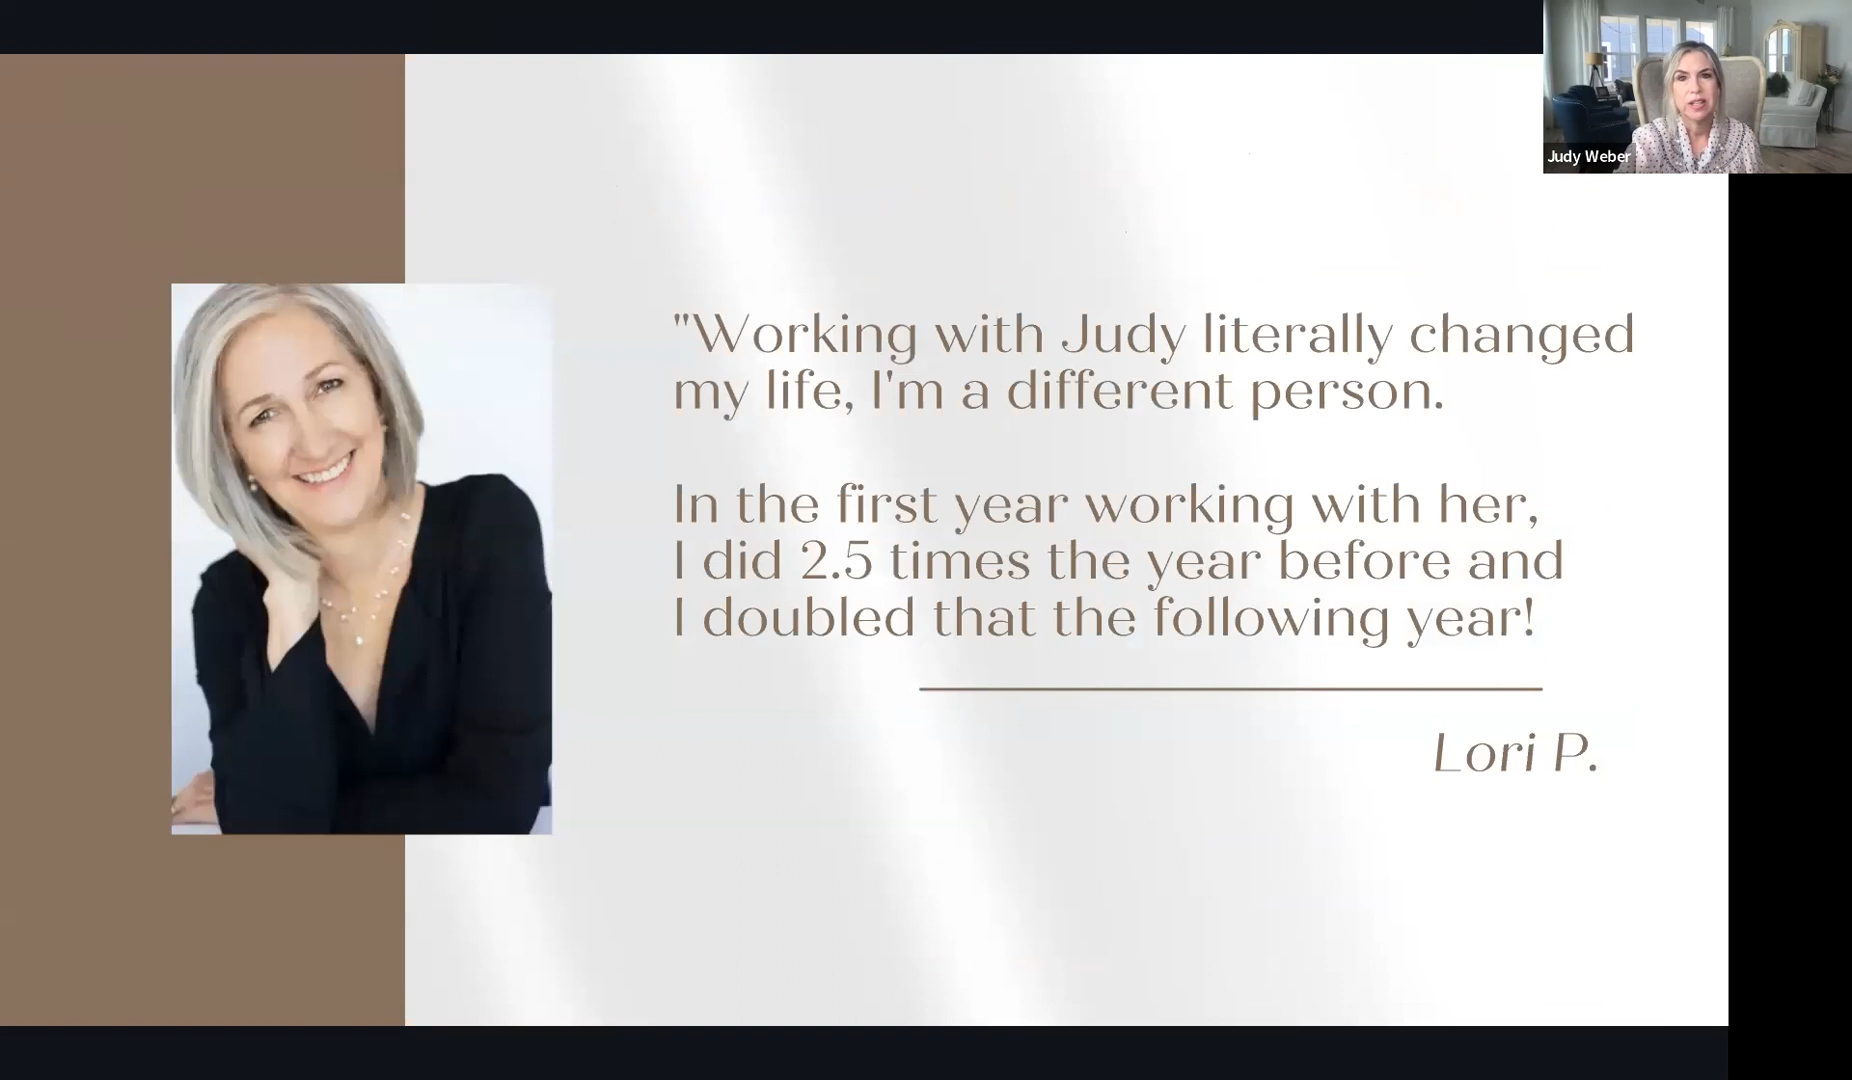 Judy Weber
"Working with Judy literally changed
my life, I'm a different person.
In the first year working with her,
I did 2.5 times the year before and
I doubled that the following year!
Lori P.